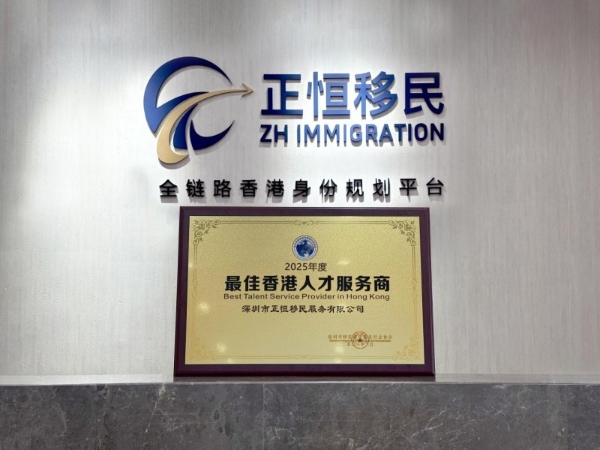 正恒移民
ZH IMMIGRATION
全链路香港身份规划平台
2025年度
最佳香港人才服务商
Best Talent Service Provider in Hong Kong
深圳市正恒移民服务有限公司